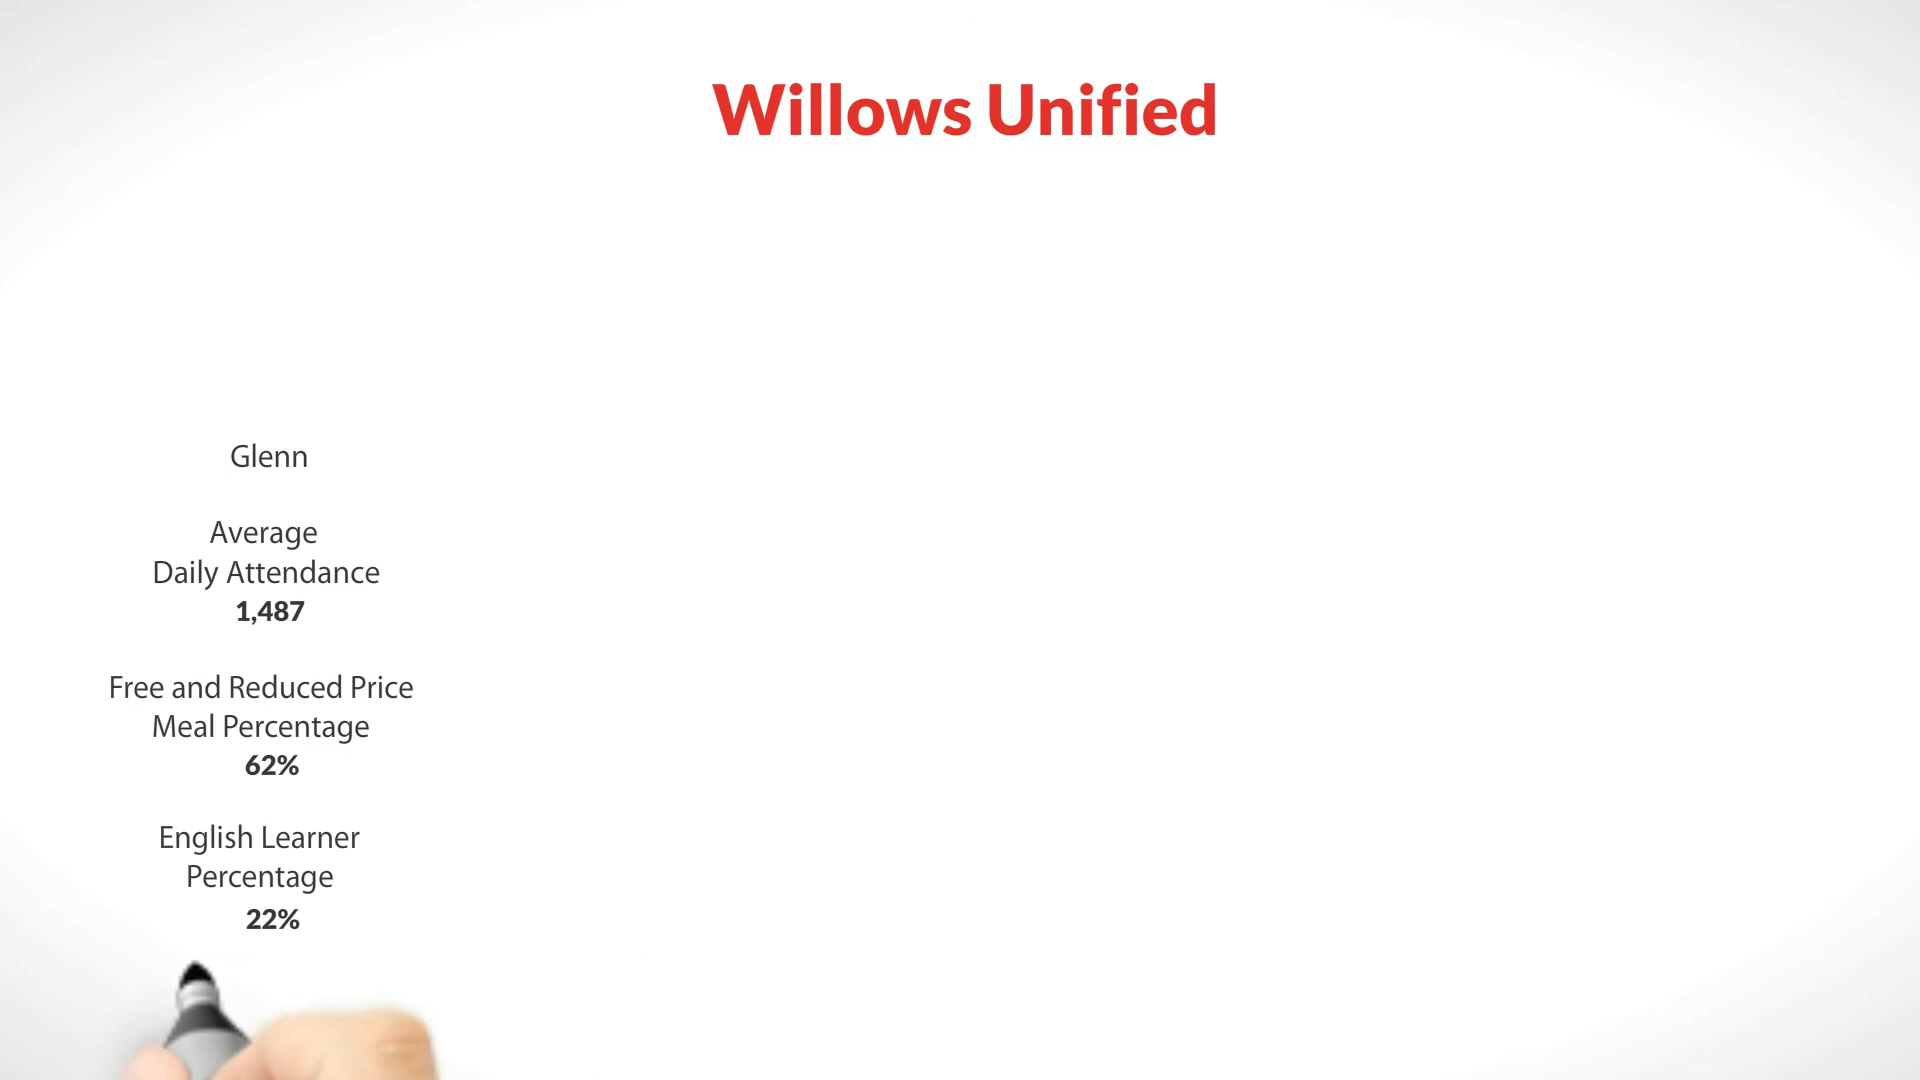 Willows Unified
Glenn
Average
Daily Attendance
1,487
Free and Reduced Price
Meal Percentage
62%
English Learner
Percentage
22%